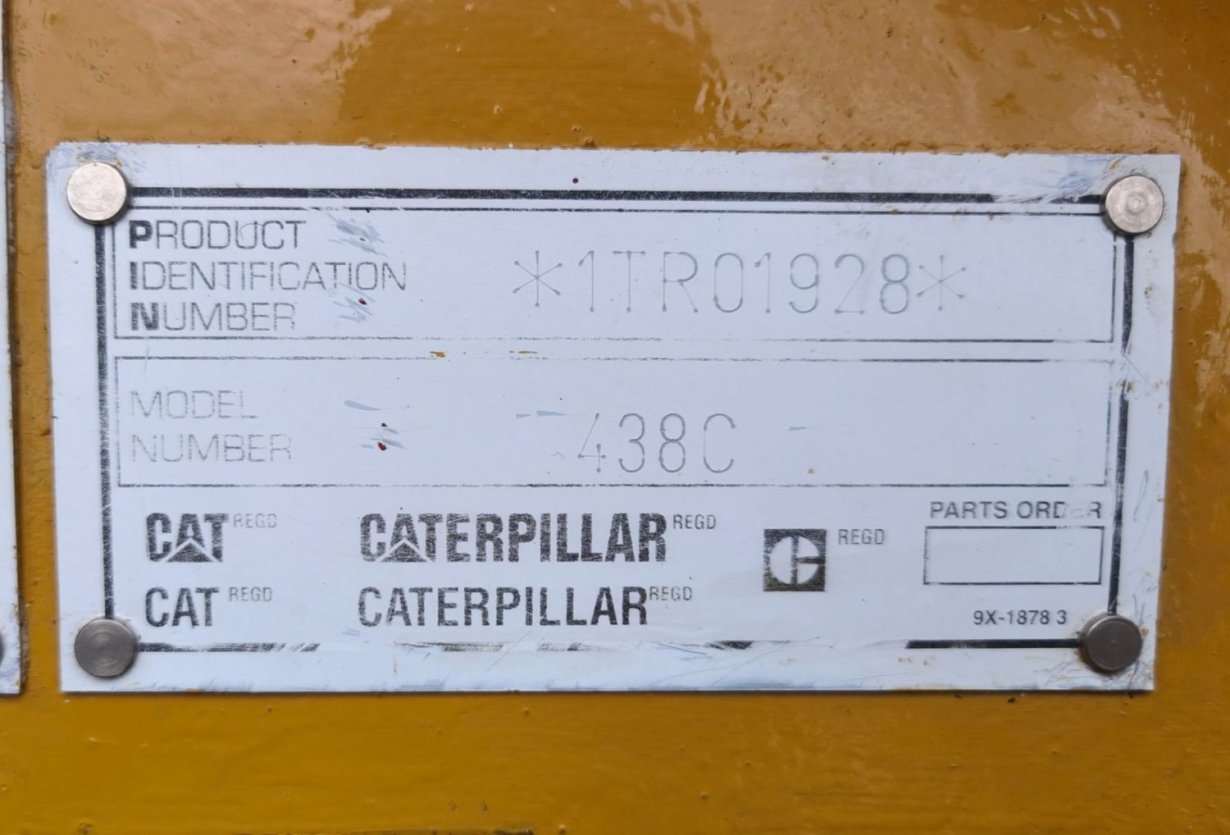 PRODUCT
IDENTIFICATION
NUMBER
*1TR01928*
MODEL
NUMBER
438C
CAT REGD CATERPILLAR REGD
REGD
PARTS ORDER
CAT REGD CATERPILLAR REGD
9X-1878 3